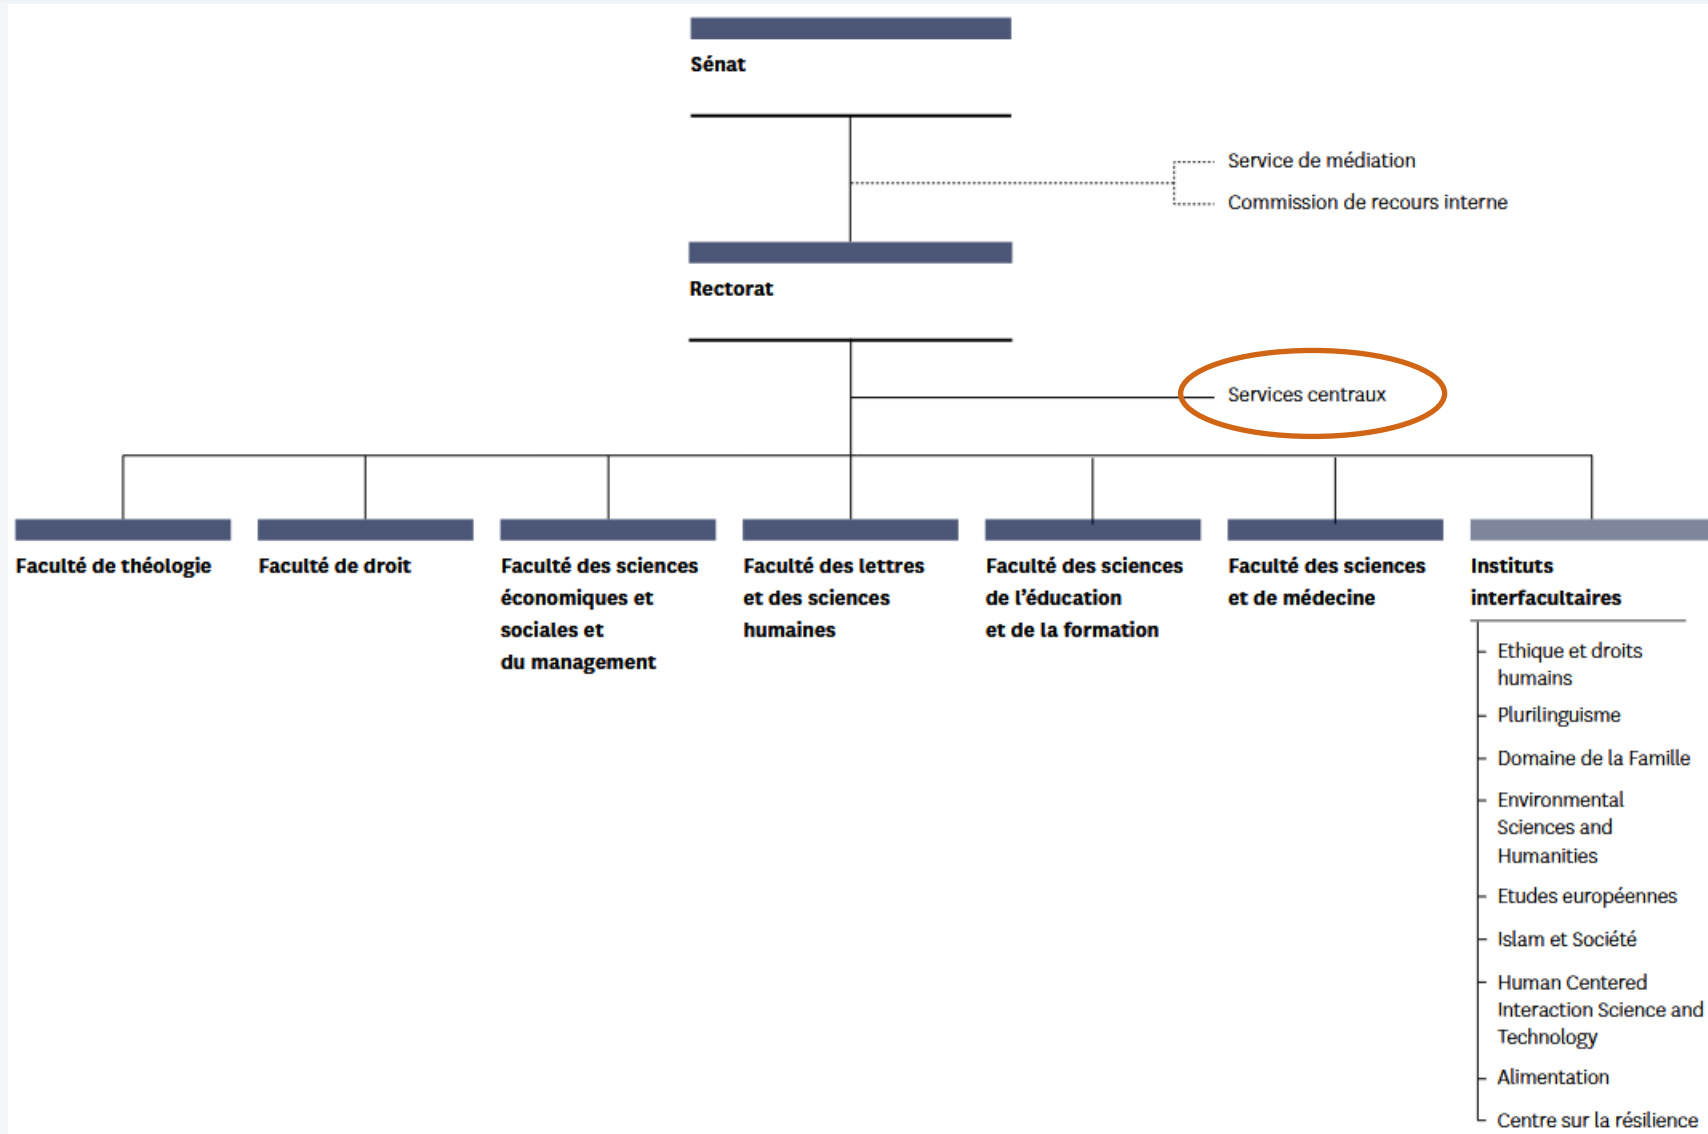 Sénat
Service de médiation
Commission de recours interne
Rectorat
Services centraux
Faculté de théologie
Faculté de droit
Faculté des sciences
économiques et
sociales et
du management
Faculté des lettres
et des sciences
humaines
Faculté des sciences
de l'éducation
et de la formation
Faculté des sciences
et de médecine
Instituts
interfacultaires
Ethique et droits
humains
Plurilinguisme
Domaine de la Famille
Environmental
Sciences and
Humanities
Etudes européennes
Islam et Société
Human Centered
Interaction Science and
Technology
Alimentation
Centre sur la résilience